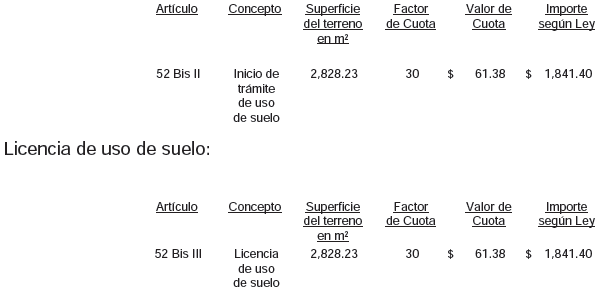 Artículo Concepto Superficie Factor Valor de Importe
del terreno de Cuota Cuota según Ley
en m²
52 Bis II Inicio de 2,828.23 30 $ 61.38 $ 1,841.40
trámite
de uso
de suelo
Licencia de uso de suelo:
Artículo Concepto Superficie Factor Valor de Importe
del terreno de Cuota Cuota según Ley
en m²
52 Bis III Licencia 2,828.23 30 $ 61.38 $ 1,841.40
de uso
de suelo